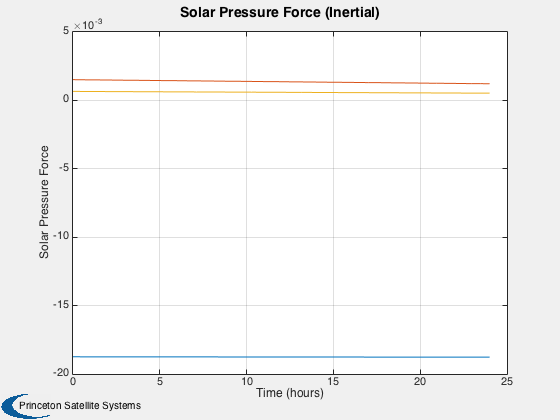 Solar Pressure Force (Inertial)
×10⁻³
5
0
-5
-10
-15
-20
Solar Pressure Force
0 5 10 15 20 25
Time (hours)
Princeton Satellite Systems